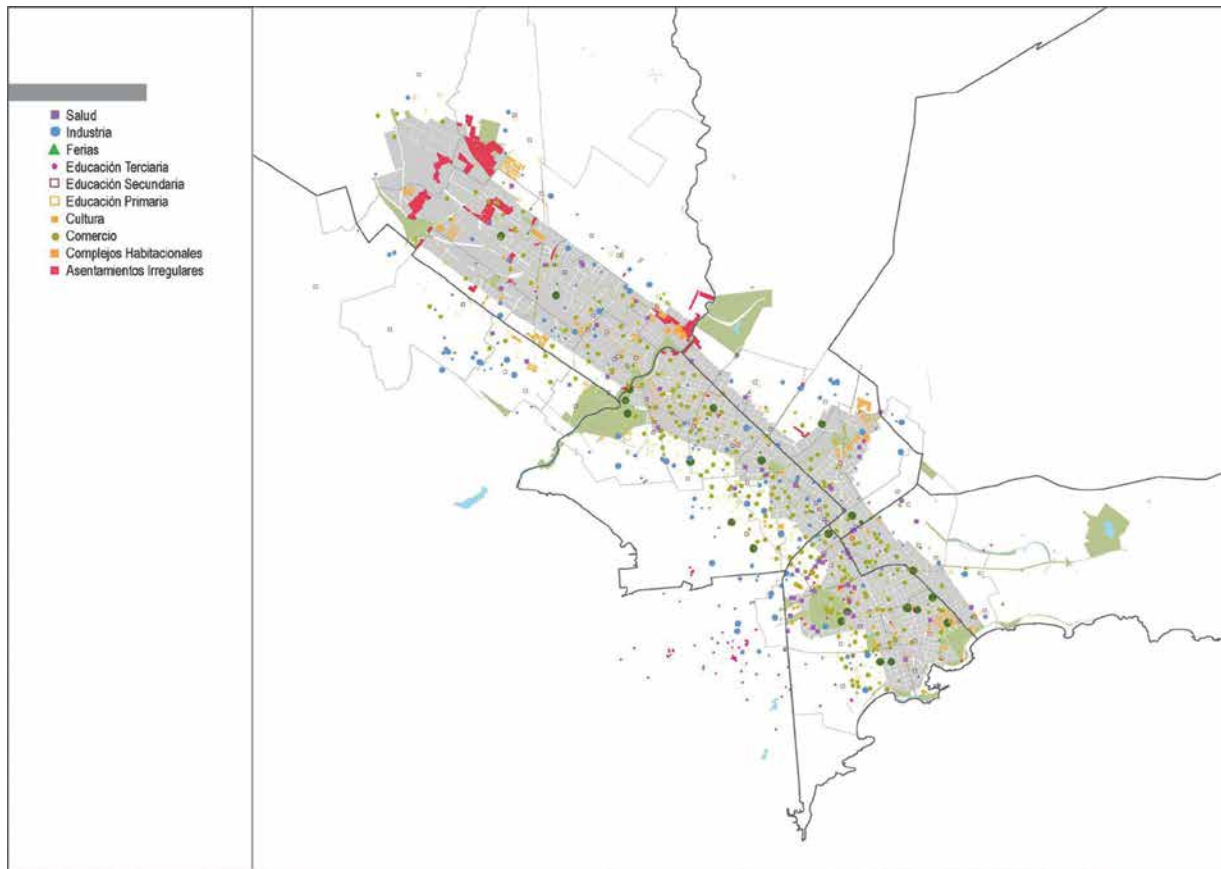 Salud
Industria
Ferias
Educación Terciaria
Educación Secundaria
Educación Primaria
Cultura
Comercio
Complejos Habitacionales
Asentamientos Irregulares